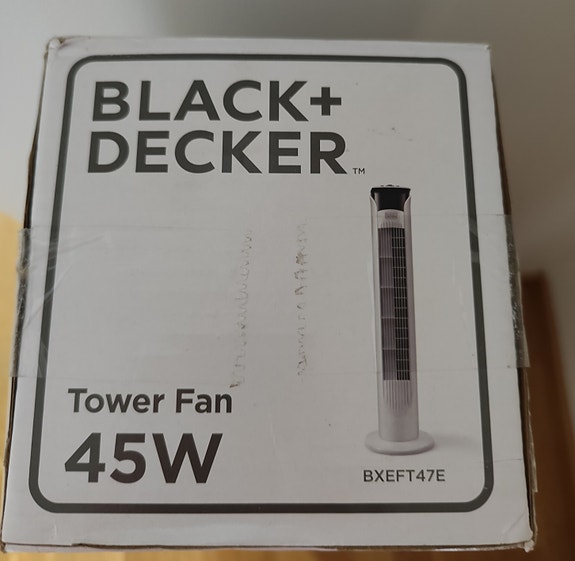 BLACK+
DECKER™
Tower Fan
45W
BXEFT47E